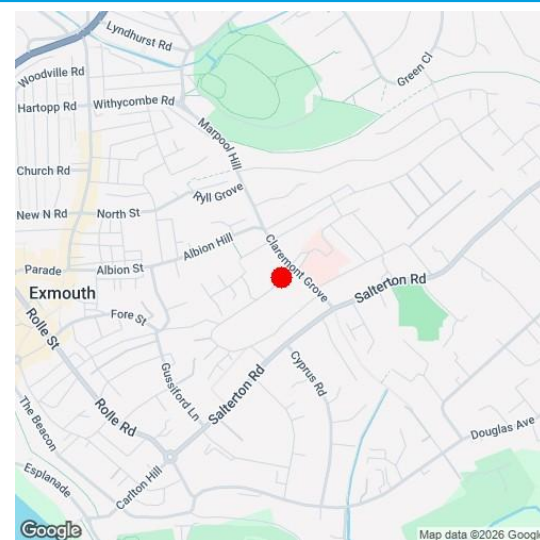 Lyndhurst Rd
Woodville Rd
Green Cl
Hartopp Rd
Withycombe Rd
Marpool Hill
Church Rd
Ryll Grove
New N Rd
North St
Albion Hill
Claremont Grove
Parade
Albion St
Salterton Rd
Exmouth
Fore St
Rolle St
Cyprus Rd
Gussiford Ln
Salterton Rd
The Beacon
Rolle Rd
Douglas Ave
Esplanade
Carlton Hill
Google
Map data ©2026 Google